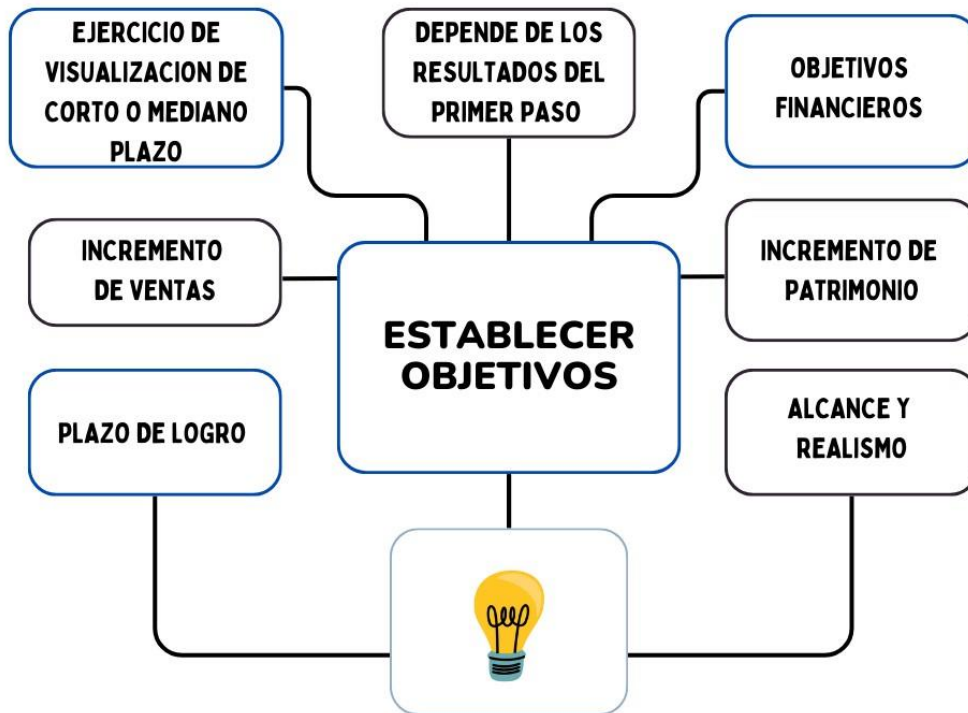 EJERCICIO DE
VISUALIZACION DE
CORTO O MEDIANO
PLAZO
DEPENDE DE LOS
RESULTADOS DEL
PRIMER PASO
OBJETIVOS
FINANCIEROS
INCREMENTO
DE VENTAS
ESTABLECER
OBJETIVOS
INCREMENTO DE
PATRIMONIO
PLAZO DE LOGRO
ALCANCE Y
REALISMO